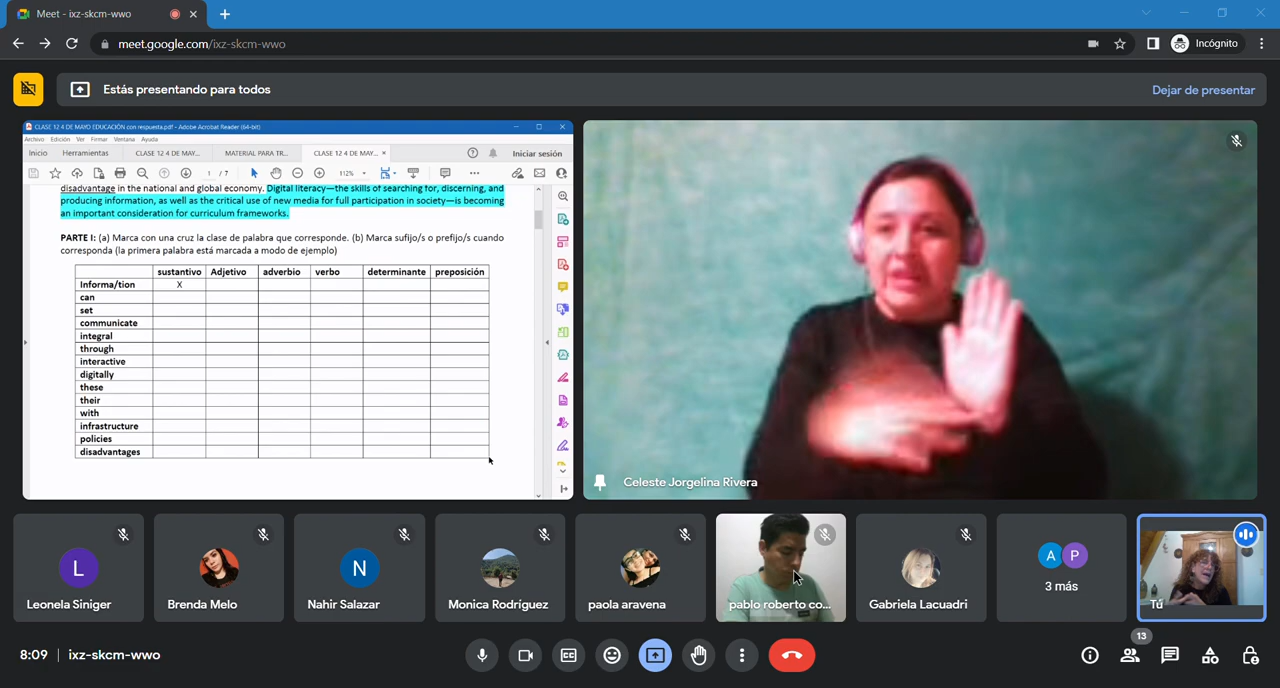 Meet - ixz-skcm-wwo
meet.google.com/ixz-skcm-wwo
Incógnito
Estás presentando para todos
Dejar de presentar
CLASE 12 4 DE MAYO EDUCACIÓN con respuesta.pdf - Adobe Acrobat Reader (64-bit)
Archivo Edición Ver Firmar Ventana Ayuda
Inicio Herramientas CLASE 12 4 DE MAY... MATERIAL PARA TR... CLASE 12 4 DE MAY... × Iniciar sesión
1 / 7 112%
disadvantage in the national and global economy. Digital literacy—the skills of searching for, discerning, and
producing information, as well as the critical use of new media for full participation in society—is becoming
an important consideration for curriculum frameworks.
PARTE I: (a) Marca con una cruz la clase de palabra que corresponde. (b) Marca sufijo/s o prefijo/s cuando
corresponda (la primera palabra está marcada a modo de ejemplo)
sustantivo Adjetivo adverbio verbo determinante preposición
Informa/tion X
can
set
communicate
integral
through
interactive
digitally
these
their
with
infrastructure
policies
disadvantages
Celeste Jorgelina Rivera
L N A P
Leonela Siniger Brenda Melo Nahir Salazar Monica Rodríguez paola aravena pablo roberto co... Gabriela Lacuadri 3 más Tú
13
8:09 | ixz-skcm-wwo